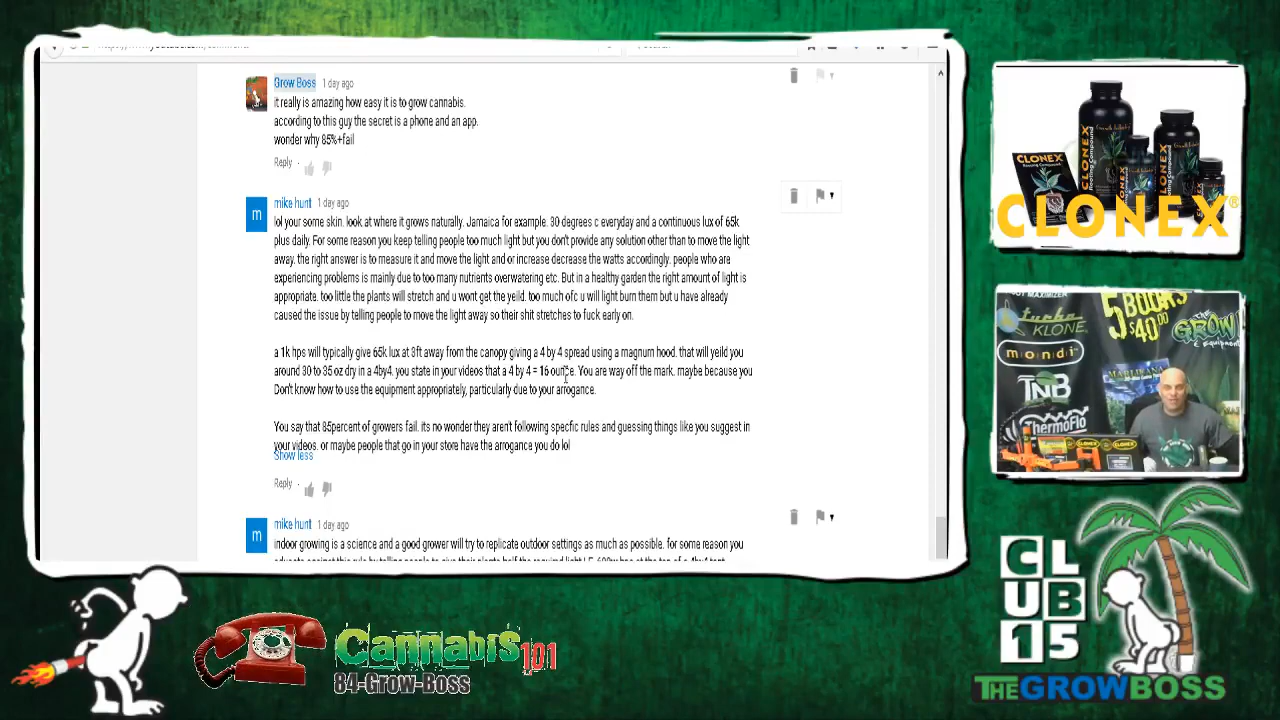 Grow Boss 1 day ago
it really is amazing how easy it is to grow cannabis.
according to this guy the secret is a phone and an app.
wonder why 85%+fail
Reply
mike hunt 1 day ago
lol your some skin. look at where it grows naturally. Jamaica for example. 30 degrees c everyday and a continuous lux of 65k
plus daily. For some reason you keep telling people too much light but you don't provide any solution other than to move the light
away. the right answer is to measure it and move the light and or increase decrease the watts accordingly. people who are
experiencing problems is mainly due to too many nutrients overwatering etc. But in a healthy garden the right amount of light is
appropriate. too little the plants will stretch and u wont get the yeild. too much ofc u will light burn them but u have already
caused the issue by telling people to move the light away so their shit stretches to fuck early on.
a 1k hps will typically give 65k lux at 3ft away from the canopy giving a 4 by 4 spread using a magnum hood. that will yeild you
around 30 to 35 oz dry in a 4by4. you state in your videos that a 4 by 4 = 16 ounce. You are way off the mark. maybe because you
Don't know how to use the equipment appropriately, particularly due to your arrogance.
You say that 85percent of growers fail. its no wonder they aren't following specfic rules and guessing things like you suggest in
your videos. or maybe people that go in your store have the arrogance you do lol
Show less
Reply
m
mike hunt 1 day ago
m
indoor growing is a science and a good grower will try to replicate outdoor settings as much as possible. for some reason you
CLONEX
CLONEX®
5 BOOKS
$40.00
turbo
KLONE
mondi
TNB
ThermoFlo
MARIJUANA
THE GROW
CLUB 15
THEGROWBOSS
Cannabis 101
84-Grow-Boss